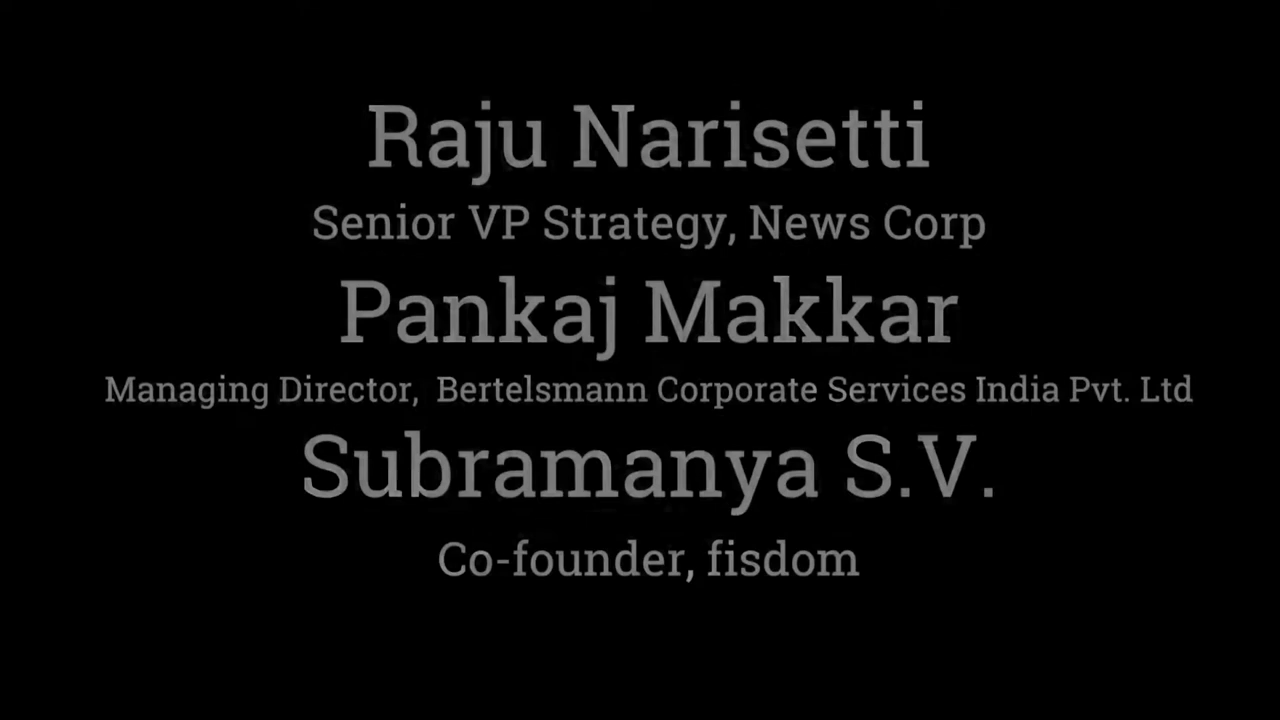 Raju Narisetti
Senior VP Strategy, News Corp
Pankaj Makkar
Managing Director, Bertelsmann Corporate Services India Pvt. Ltd
Subramanya S.V.
Co-founder, fisdom